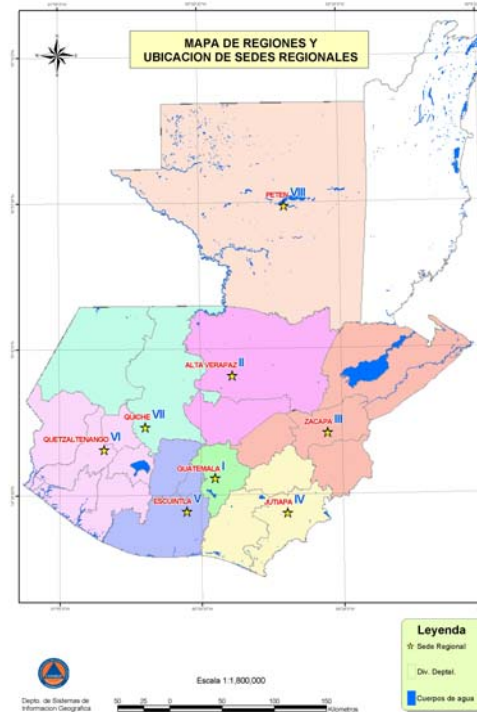 MAPA DE REGIONES Y
UBICACION DE SEDES REGIONALES
PETEN VIII
ALTA VERAPAZ II
QUICHE VII
ZACAPA III
QUETZALTENANGO VI
GUATEMALA I
ESCUINTLA V
JUTIAPA IV
Leyenda
Sede Regional
Div. Deptal.
Cuerpos de agua
Escala 1:1,800,000
Depto. de Sistemas de
Informacion Geografica
50 25 0 50 100 150
Kilometros